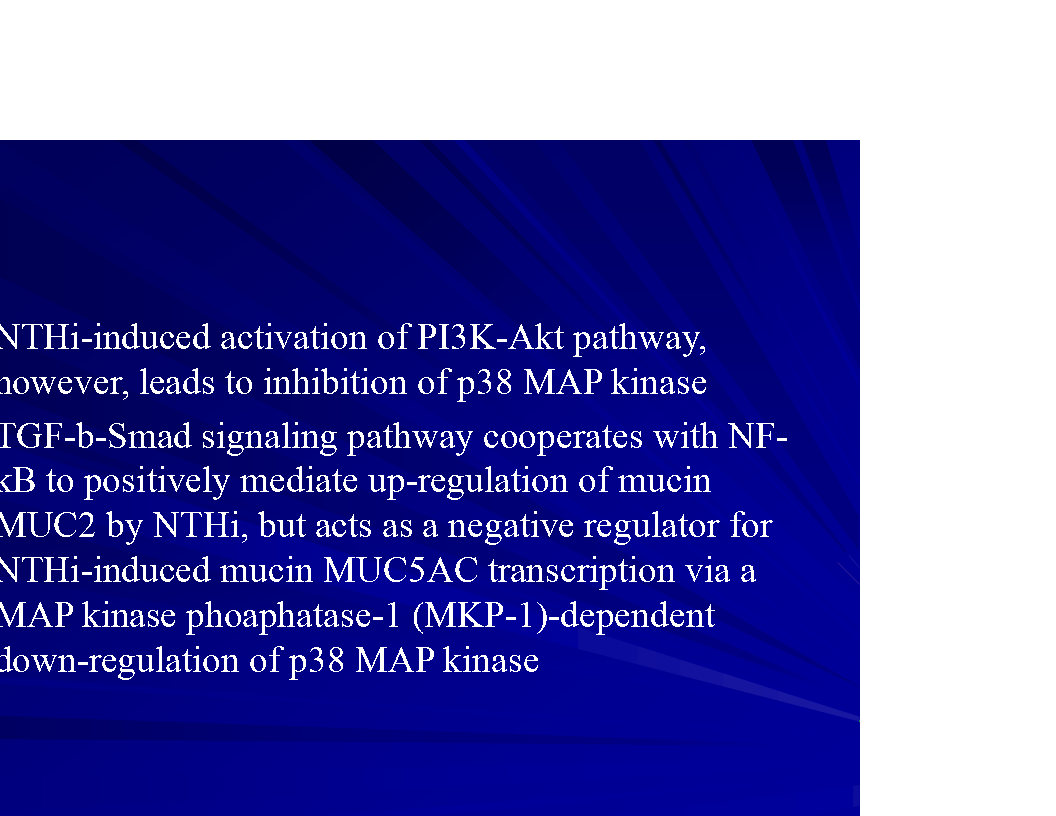 NTHi-induced activation of PI3K-Akt pathway,
however, leads to inhibition of p38 MAP kinase
TGF-b-Smad signaling pathway cooperates with NF-
kB to positively mediate up-regulation of mucin
MUC2 by NTHi, but acts as a negative regulator for
NTHi-induced mucin MUC5AC transcription via a
MAP kinase phoaphatase-1 (MKP-1)-dependent
down-regulation of p38 MAP kinase